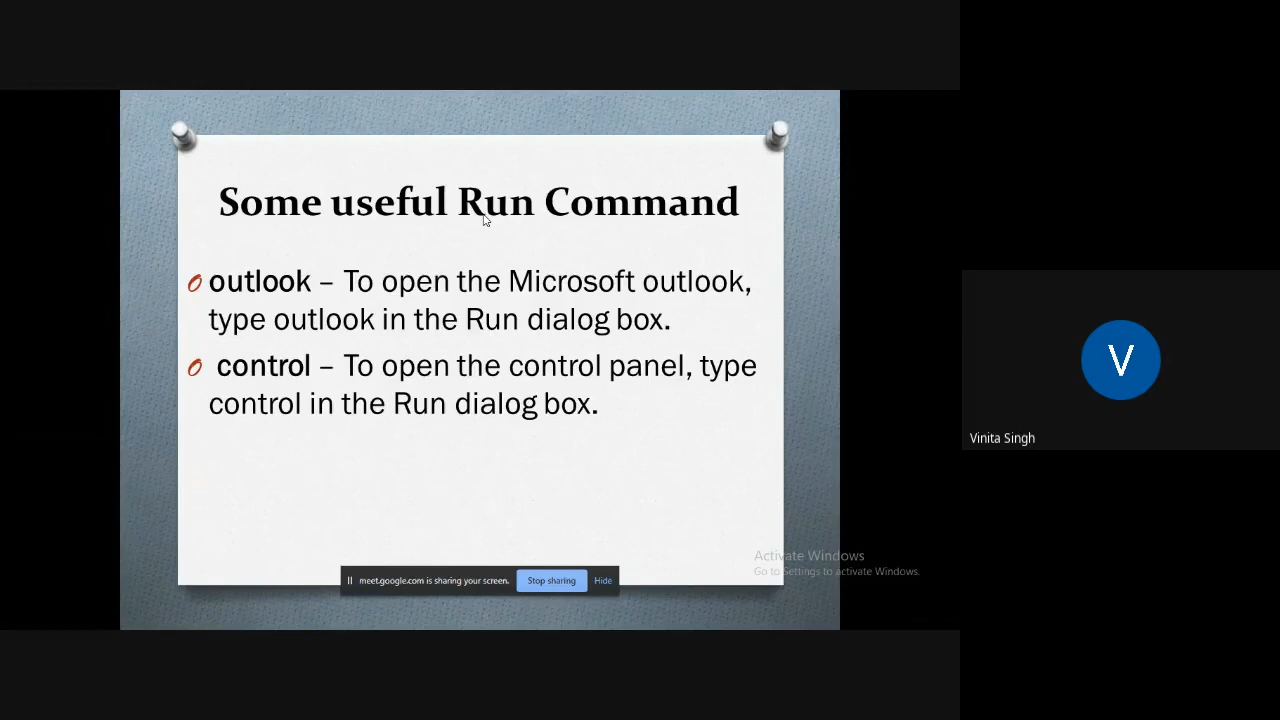 Some useful Run Command
outlook – To open the Microsoft outlook,
type outlook in the Run dialog box.
control – To open the control panel, type
control in the Run dialog box.
V
Vinita Singh
Activate Windows
Go to Settings to activate Windows.
meet.google.com is sharing your screen. Stop sharing Hide